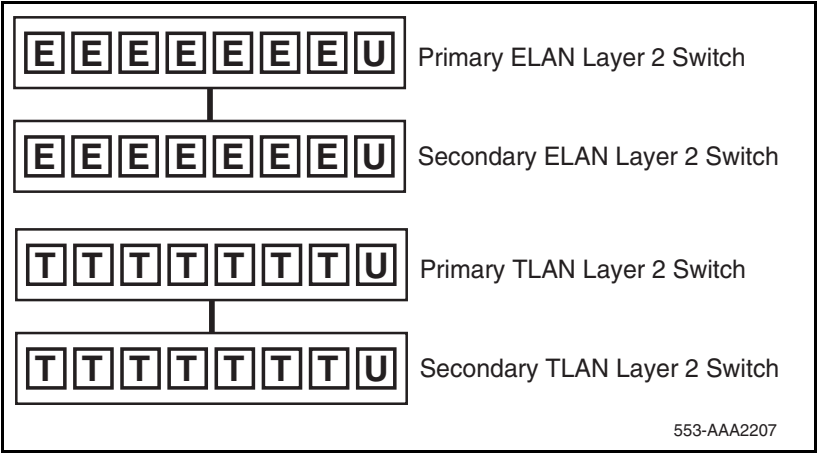 E E E E E E E U Primary ELAN Layer 2 Switch
E E E E E E E U Secondary ELAN Layer 2 Switch
T T T T T T T U Primary TLAN Layer 2 Switch
T T T T T T T U Secondary TLAN Layer 2 Switch
553-AAA2207